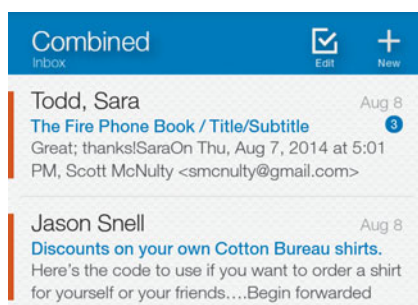 Combined
Inbox
Edit
New
Todd, Sara Aug 8
The Fire Phone Book / Title/Subtitle 3
Great; thanks!SaraOn Thu, Aug 7, 2014 at 5:01
PM, Scott McNulty <smcnulty@gmail.com>
Jason Snell Aug 8
Discounts on your own Cotton Bureau shirts.
Here's the code to use if you want to order a shirt
for yourself or your friends....Begin forwarded